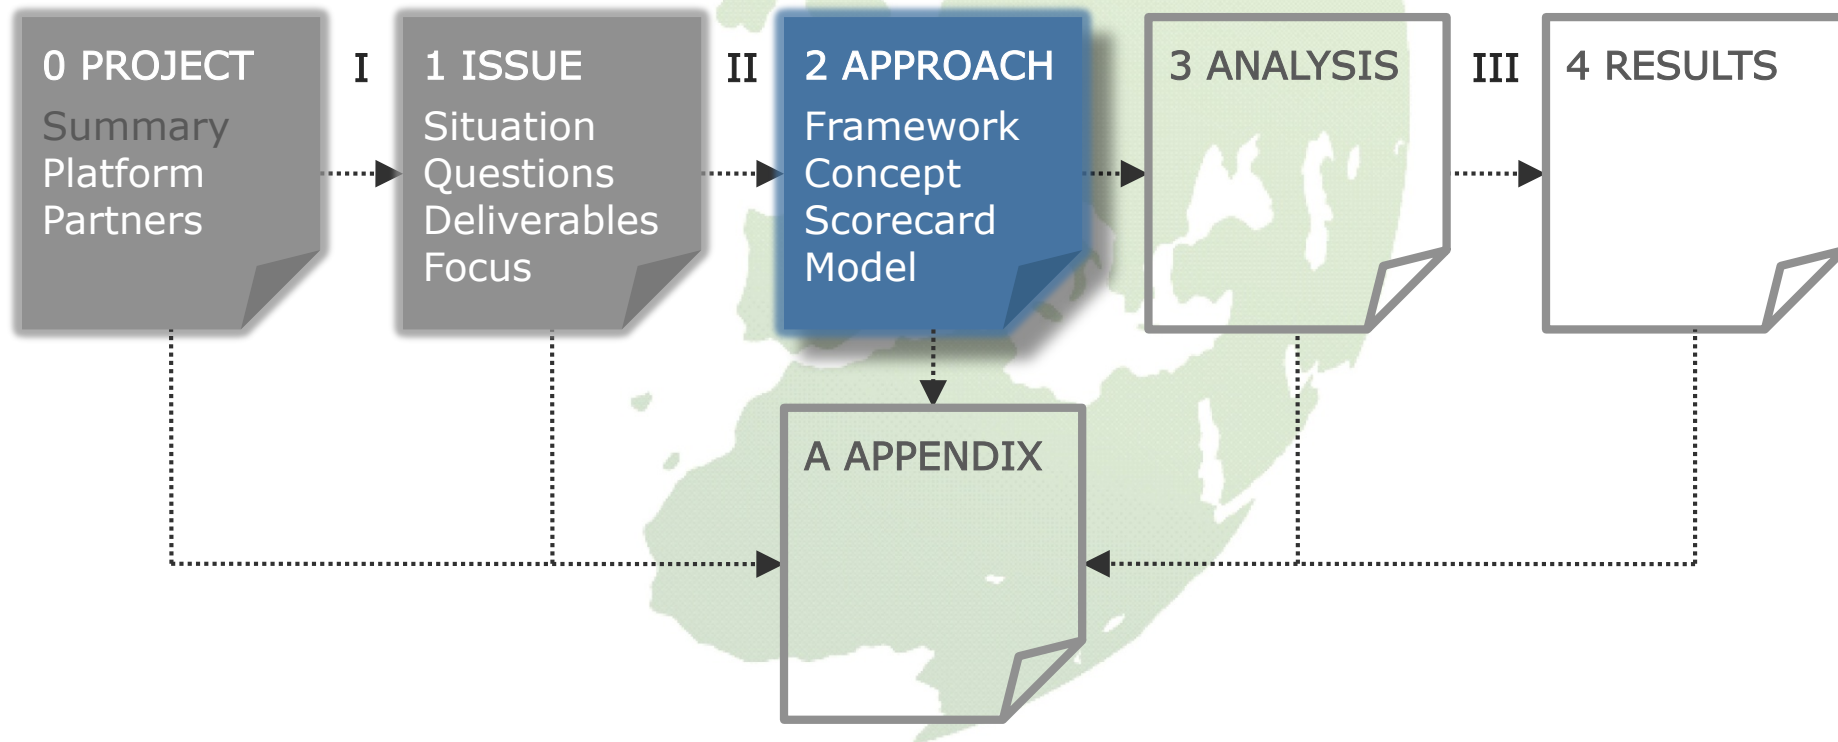 0 PROJECT
Summary
Platform
Partners
I
1 ISSUE
Situation
Questions
Deliverables
Focus
II
2 APPROACH
Framework
Concept
Scorecard
Model
3 ANALYSIS
III
4 RESULTS
A APPENDIX